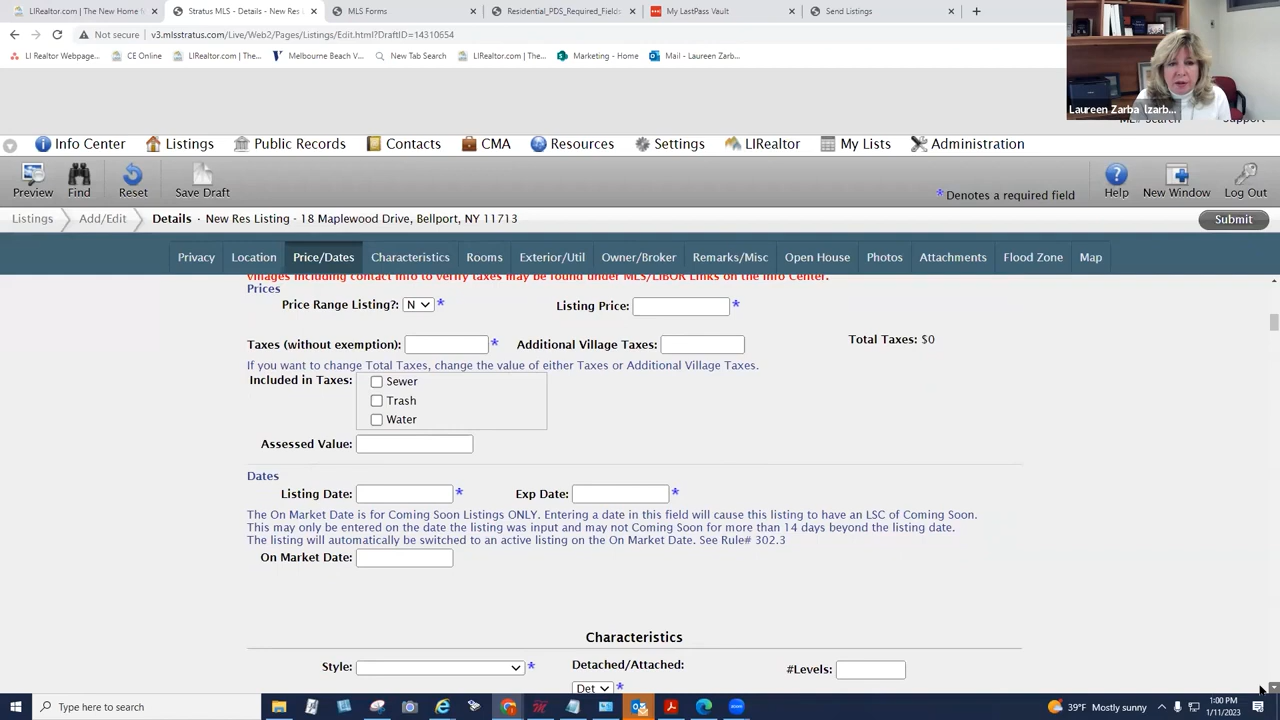 LIRealtor.com | The New Home f
Stratus MLS - Details - New Res
MLS Forms
Residential_PDS_Required_Fields
My LastPass Vault
Send Listings
Not secure
v3.mlsstratus.com/Live/Web2/Pages/Listings/Edit.html?DraftID=
LI Realtor Webpage...
CE Online
LIRealtor.com | The...
Melbourne Beach V...
New Tab Search
LIRealtor.com | The...
Marketing - Home
Mail - Laureen Zarb...
Laureen Zarba lzarb...
Info Center
Listings
Public Records
Contacts
CMA
Resources
Settings
LIRealtor
My Lists
Administration
Preview
Find
Reset
Save Draft
* Denotes a required field
Help
New Window
Log Out
Listings
Add/Edit
Details · New Res Listing - 18 Maplewood Drive, Bellport, NY 11713
Submit
Privacy
Location
Price/Dates
Characteristics
Rooms
Exterior/Util
Owner/Broker
Remarks/Misc
Open House
Photos
Attachments
Flood Zone
Map
villages including contact info to verify taxes may be found under MLS/LIBOR Links on the Info Center.
Prices
Price Range Listing?: N *
Listing Price: *
Taxes (without exemption): *
Additional Village Taxes:
Total Taxes: $0
If you want to change Total Taxes, change the value of either Taxes or Additional Village Taxes.
Included in Taxes:
Sewer
Trash
Water
Assessed Value:
Dates
Listing Date: *
Exp Date: *
The On Market Date is for Coming Soon Listings ONLY. Entering a date in this field will cause this listing to have an LSC of Coming Soon.
This may only be entered on the date the listing was input and may not Coming Soon for more than 14 days beyond the listing date.
The listing will automatically be switched to an active listing on the On Market Date. See Rule# 302.3
On Market Date:
Characteristics
Style: *
Detached/Attached:
#Levels:
Det *
Type here to search
39°F Mostly sunny
1:00 PM
1/11/2023